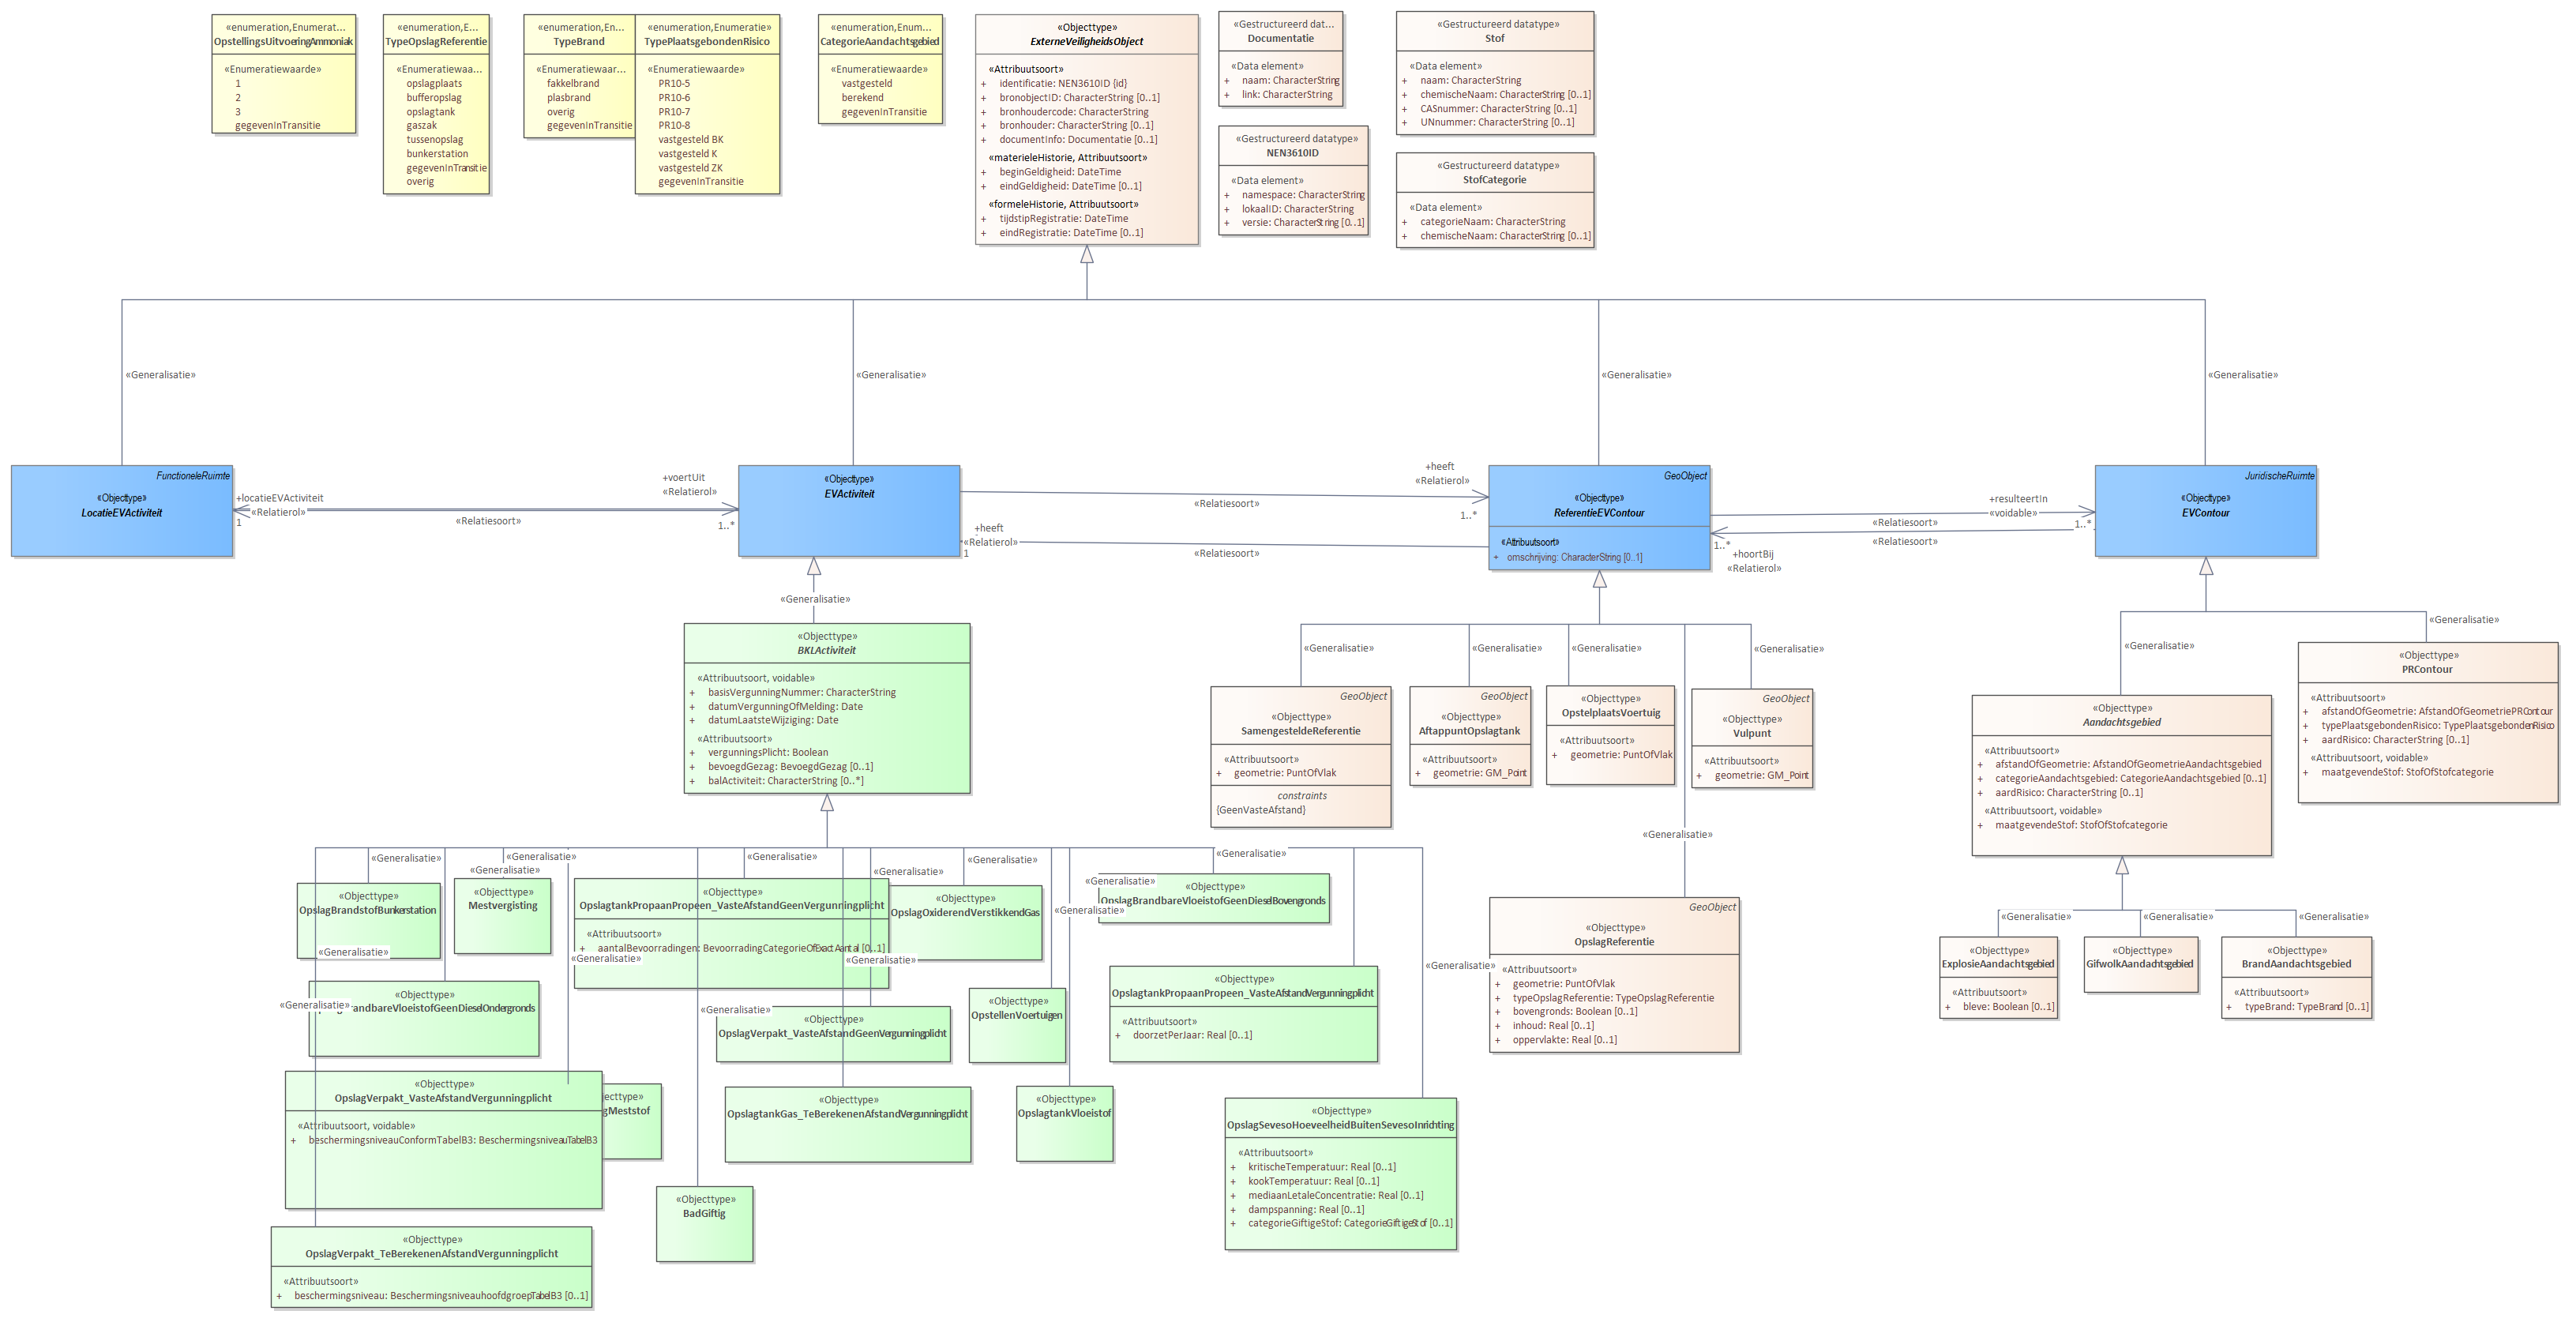 «enumeration,Enumerat...
OpstellingsUitvoeringAmmoniak
«Enumeratiewaarde»
1
2
3
gegevenInTransitie
«enumeration,E...
TypeOpslagReferentie
«Enumeratiewaa...
opslagplaats
bufferopslag
opslagtank
gaszak
tussenopslag
bunkerstation
gegevenInTransitie
overig
«enumeration,En...
TypeBrand
«Enumeratiewaar...
fakkelbrand
plasbrand
overig
gegevenInTransitie
«enumeration,Enumeratie»
TypePlaatsgebondenRisico
«Enumeratiewaarde»
PR10-5
PR10-6
PR10-7
PR10-8
vastgesteld BK
vastgesteld K
vastgesteld ZK
gegevenInTransitie
«enumeration,Enum...
CategorieAandachtsgebied
«Enumeratiewaarde»
vastgesteld
berekend
gegevenInTransitie
«Objecttype»
ExterneVeiligheidsObject
«Attribuutsoort»
+ identificatie: NEN3610ID {id}
+ bronobjectID: CharacterString [0..1]
+ bronhoudercode: CharacterString
+ bronhouder: CharacterString [0..1]
+ documentInfo: Documentatie [0..1]
«materieleHistorie, Attribuutsoort»
+ beginGeldigheid: DateTime
+ eindGeldigheid: DateTime [0..1]
«formeleHistorie, Attribuutsoort»
+ tijdstipRegistratie: DateTime
+ eindRegistratie: DateTime [0..1]
«Gestructureerd dat...
Documentatie
«Data element»
+ naam: CharacterString
+ link: CharacterString
«Gestructureerd datatype»
NEN3610ID
«Data element»
+ namespace: CharacterString
+ lokaalID: CharacterString
+ versie: CharacterString [0..1]
«Gestructureerd datatype»
Stof
«Data element»
+ naam: CharacterString
+ chemischeNaam: CharacterString [0..1]
+ CASnummer: CharacterString [0..1]
+ UNnummer: CharacterString [0..1]
«Gestructureerd datatype»
StofCategorie
«Data element»
+ categorieNaam: CharacterString
+ chemischeNaam: CharacterString [0..1]
«Generalisatie»
«Generalisatie»
«Generalisatie»
«Generalisatie»
FunctioneleRuimte
«Objecttype»
LocatieEVActiviteit
+locatieEVActiviteit
«Relatierol»
1
«Relatiesoort»
+voertUit
«Relatierol»
1..*
«Objecttype»
EVActiviteit
+heeft
«Relatierol»
1
«Relatiesoort»
«Relatiesoort»
+heeft
«Relatierol»
1..*
GeoObject
«Objecttype»
ReferentieEVContour
«Attribuutsoort»
+ omschrijving: CharacterString [0..1]
1..*
+hoortBij
«Relatierol»
«Relatiesoort»
«Relatiesoort»
+resulteertIn
«voidable»
1..*
JuridischeRuimte
«Objecttype»
EVContour
«Generalisatie»
«Objecttype»
BKLActiviteit
«Attribuutsoort, voidable»
+ basisVergunningNummer: CharacterString
+ datumVergunningOfMelding: Date
+ datumLaatsteWijziging: Date
«Attribuutsoort»
+ vergunningsPlicht: Boolean
+ bevoegdGezag: BevoegdGezag [0..1]
+ balActiviteit: CharacterString [0..*]
«Generalisatie»
«Generalisatie»
«Generalisatie»
«Generalisatie»
GeoObject
«Objecttype»
SamengesteldeReferentie
«Attribuutsoort»
+ geometrie: PuntOfVlak
constraints
{GeenVasteAfstand}
GeoObject
«Objecttype»
AftappuntOpslagtank
«Attribuutsoort»
+ geometrie: GM_Point
«Objecttype»
OpstelplaatsVoertuig
«Attribuutsoort»
+ geometrie: PuntOfVlak
GeoObject
«Objecttype»
Vulpunt
«Attribuutsoort»
+ geometrie: GM_Point
«Generalisatie»
GeoObject
«Objecttype»
OpslagReferentie
«Attribuutsoort»
+ geometrie: PuntOfVlak
+ typeOpslagReferentie: TypeOpslagReferentie
+ bovengronds: Boolean [0..1]
+ inhoud: Real [0..1]
+ oppervlakte: Real [0..1]
«Generalisatie»
«Generalisatie»
«Objecttype»
Aandachtsgebied
«Attribuutsoort»
+ afstandOfGeometrie: AfstandOfGeometrieAandachtsgebied
+ categorieAandachtsgebied: CategorieAandachtsgebied [0..1]
+ aardRisico: CharacterString [0..1]
«Attribuutsoort, voidable»
+ maatgevendeStof: StofOfStofcategorie
«Objecttype»
PRContour
«Attribuutsoort»
+ afstandOfGeometrie: AfstandOfGeometriePRContour
+ typePlaatsgebondenRisico: TypePlaatsgebondenRisico
+ aardRisico: CharacterString [0..1]
«Attribuutsoort, voidable»
+ maatgevendeStof: StofOfStofcategorie
«Generalisatie»
«Generalisatie»
«Generalisatie»
«Objecttype»
ExplosieAandachtsgebied
«Attribuutsoort»
+ bleve: Boolean [0..1]
«Objecttype»
GifwolkAandachtsgebied
«Objecttype»
BrandAandachtsgebied
«Attribuutsoort»
+ typeBrand: TypeBrand [0..1]
«Generalisatie»
«Generalisatie»
«Generalisatie»
«Generalisatie»
«Generalisatie»
«Generalisatie»
«Generalisatie»
«Objecttype»
OpslagBrandstofBunkerstation
«Generalisatie»
«Objecttype»
Mestvergisting
«Objecttype»
OpslagtankPropaanPropeen_VasteAfstandGeenVergunningplicht
«Attribuutsoort»
+ aantalBevoorradingen: BevoorradingCategorieOfExactAantal [0..1]
«Generalisatie»
«Generalisatie»
«Objecttype»
OpslagOxiderendVerstikkendGas
«Generalisatie»
«Objecttype»
OpslagBrandbareVloeistofGeenDieselBovengronds
«Generalisatie»
«Generalisatie»
«Generalisatie»
«Objecttype»
randbareVloeistofGeenDieselOndergronds
«Generalisatie»
«Objecttype»
OpslagVerpakt_VasteAfstandGeenVergunningplicht
«Objecttype»
OpstellenVoertuigen
«Objecttype»
OpslagtankPropaanPropeen_VasteAfstandVergunningplicht
«Attribuutsoort»
+ doorzetPerJaar: Real [0..1]
«Objecttype»
OpslagVerpakt_VasteAfstandVergunningplicht
«Attribuutsoort, voidable»
+ beschermingsniveauConformTabelB3: BeschermingsniveauTabelB3
jecttype»
gMeststof
«Objecttype»
OpslagtankGas_TeBerekenenAfstandVergunningplicht
«Objecttype»
OpslagtankVloeistof
«Objecttype»
OpslagSevesoHoeveelheidBuitenSevesoInrichting
«Attribuutsoort»
+ kritischeTemperatuur: Real [0..1]
+ kookTemperatuur: Real [0..1]
+ mediaanLetaleConcentratie: Real [0..1]
+ dampspanning: Real [0..1]
+ categorieGiftigeStof: CategorieGiftigeStof [0..1]
«Objecttype»
BadGiftig
«Objecttype»
OpslagVerpakt_TeBerekenenAfstandVergunningplicht
«Attribuutsoort»
+ beschermingsniveau: BeschermingsniveauhoofdgroepTabelB3 [0..1]